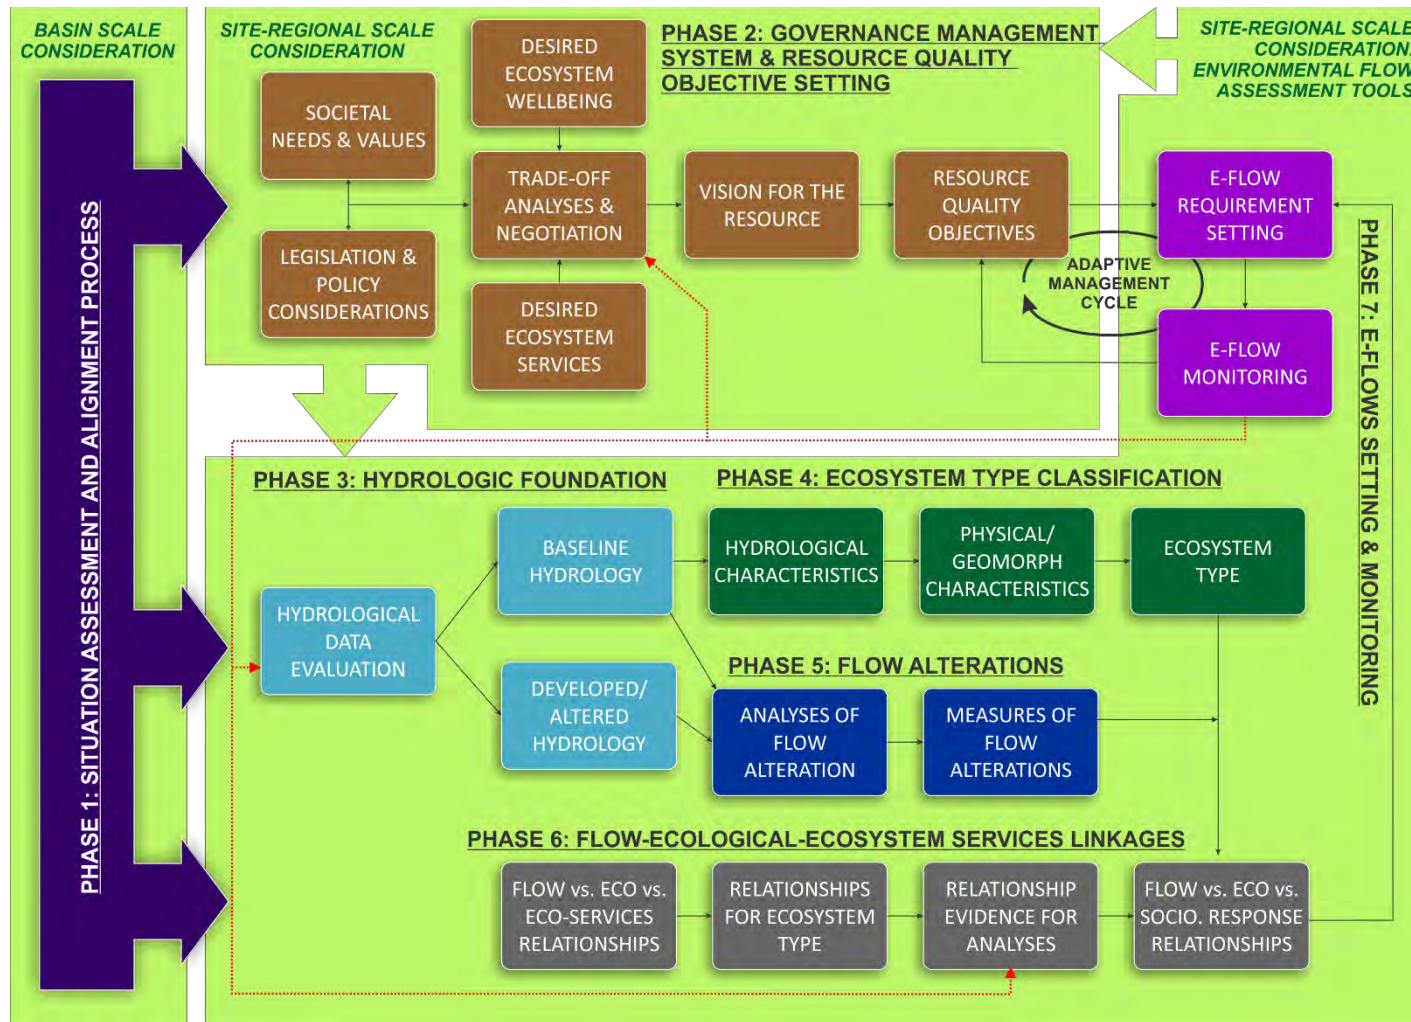 BASIN SCALE
CONSIDERATION
PHASE 1: SITUATION ASSESSMENT AND ALIGNMENT PROCESS
SITE-REGIONAL SCALE
CONSIDERATION
PHASE 2: GOVERNANCE MANAGEMENT
SYSTEM & RESOURCE QUALITY
OBJECTIVE SETTING
SITE-REGIONAL SCALE
CONSIDERATION:
ENVIRONMENTAL FLOW
ASSESSMENT TOOLS
SOCIETAL
NEEDS & VALUES
LEGISLATION &
POLICY
CONSIDERATIONS
DESIRED
ECOSYSTEM
WELLBEING
TRADE-OFF
ANALYSES &
NEGOTIATION
DESIRED
ECOSYSTEM
SERVICES
VISION FOR THE
RESOURCE
RESOURCE
QUALITY
OBJECTIVES
ADAPTIVE
MANAGEMENT
CYCLE
E-FLOW
REQUIREMENT
SETTING
E-FLOW
MONITORING
PHASE 7: E-FLOWS SETTING & MONITORING
PHASE 3: HYDROLOGIC FOUNDATION
HYDROLOGICAL
DATA
EVALUATION
BASELINE
HYDROLOGY
DEVELOPED/
ALTERED
HYDROLOGY
PHASE 4: ECOSYSTEM TYPE CLASSIFICATION
HYDROLOGICAL
CHARACTERISTICS
PHYSICAL/
GEOMORPH
CHARACTERISTICS
ECOSYSTEM
TYPE
PHASE 5: FLOW ALTERATIONS
ANALYSES OF
FLOW
ALTERATION
MEASURES OF
FLOW
ALTERATIONS
PHASE 6: FLOW-ECOLOGICAL-ECOSYSTEM SERVICES LINKAGES
FLOW vs. ECO vs.
ECO-SERVICES
RELATIONSHIPS
RELATIONSHIPS
FOR ECOSYSTEM
TYPE
RELATIONSHIP
EVIDENCE FOR
ANALYSES
FLOW vs. ECO vs.
SOCIO. RESPONSE
RELATIONSHIPS